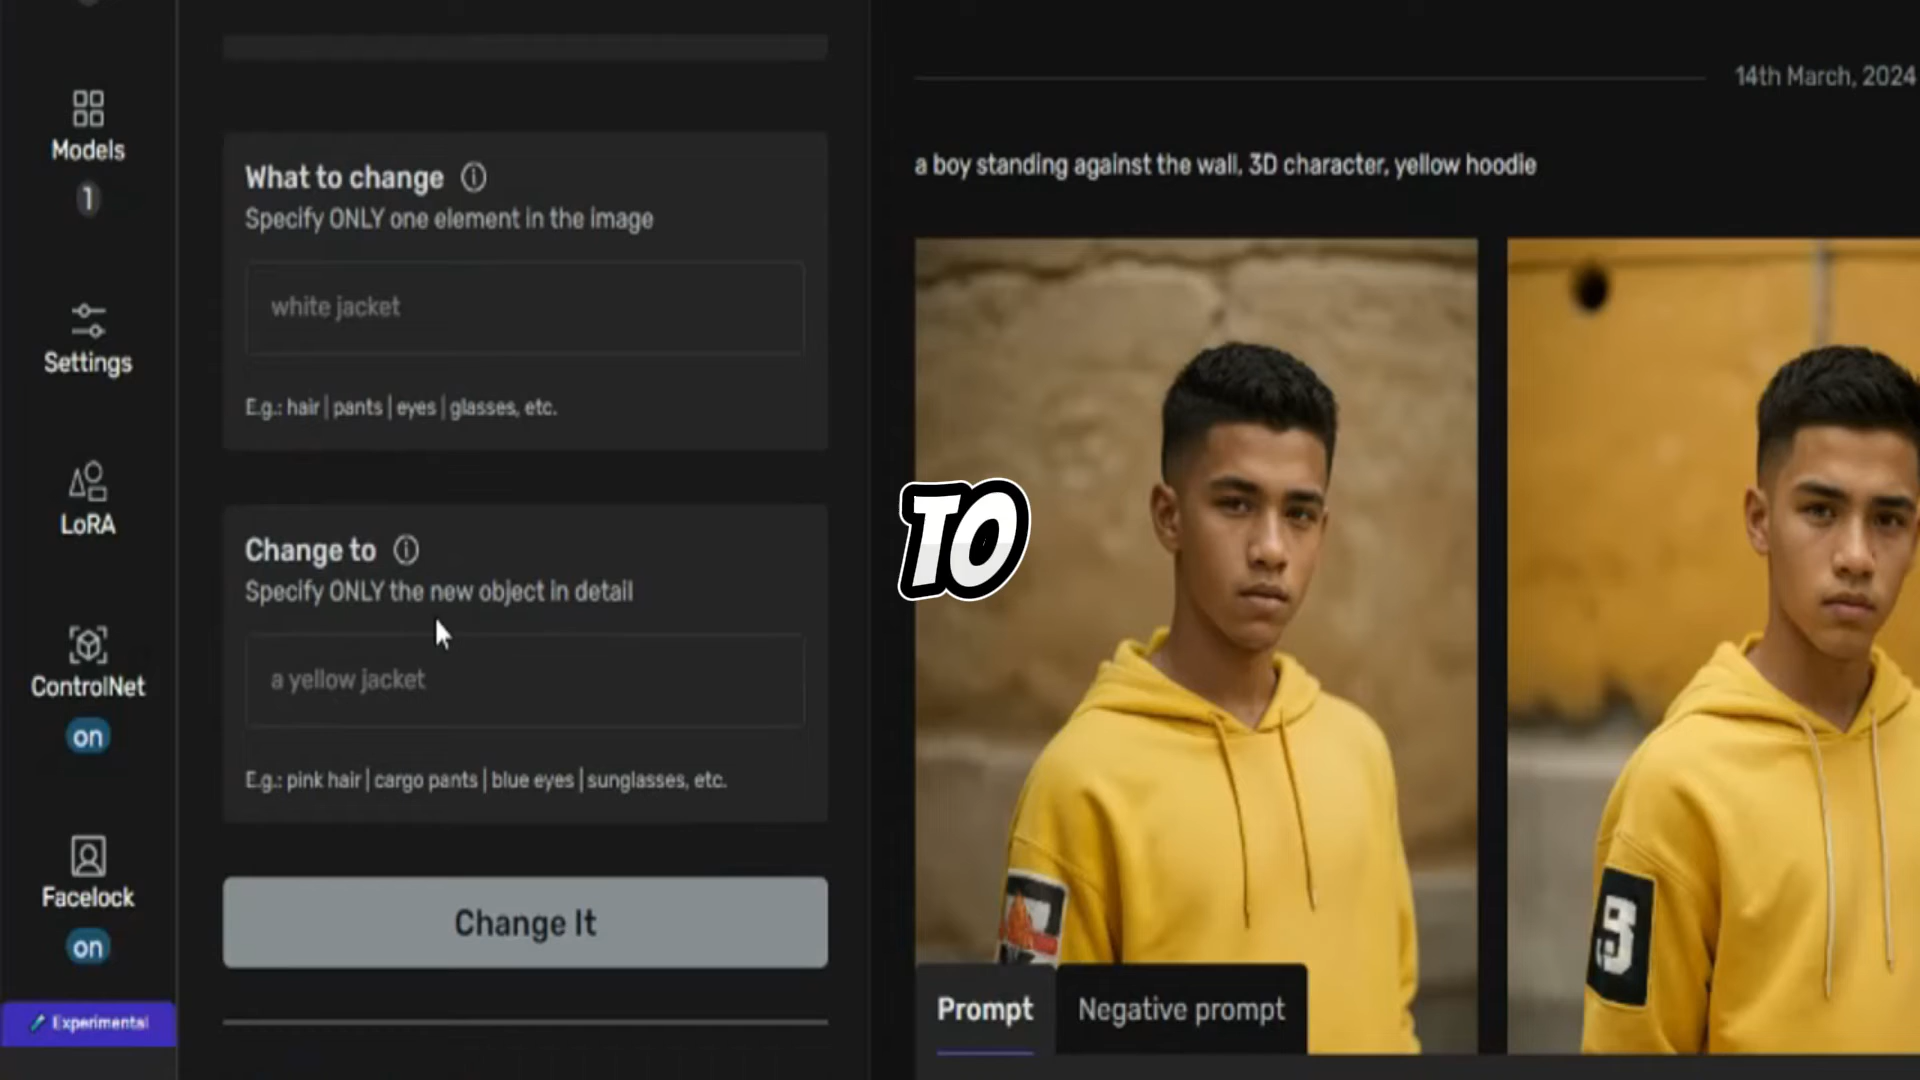 Models
1
Settings
LoRA
ControlNet
on
Facelock
on
Experimental
What to change
Specify ONLY one element in the image
white jacket
E.g.: hair | pants | eyes | glasses, etc.
Change to
Specify ONLY the new object in detail
a yellow jacket
E.g.: pink hair | cargo pants | blue eyes | sunglasses, etc.
Change It
14th March, 2024
a boy standing against the wall, 3D character, yellow hoodie
TO
Prompt
Negative prompt